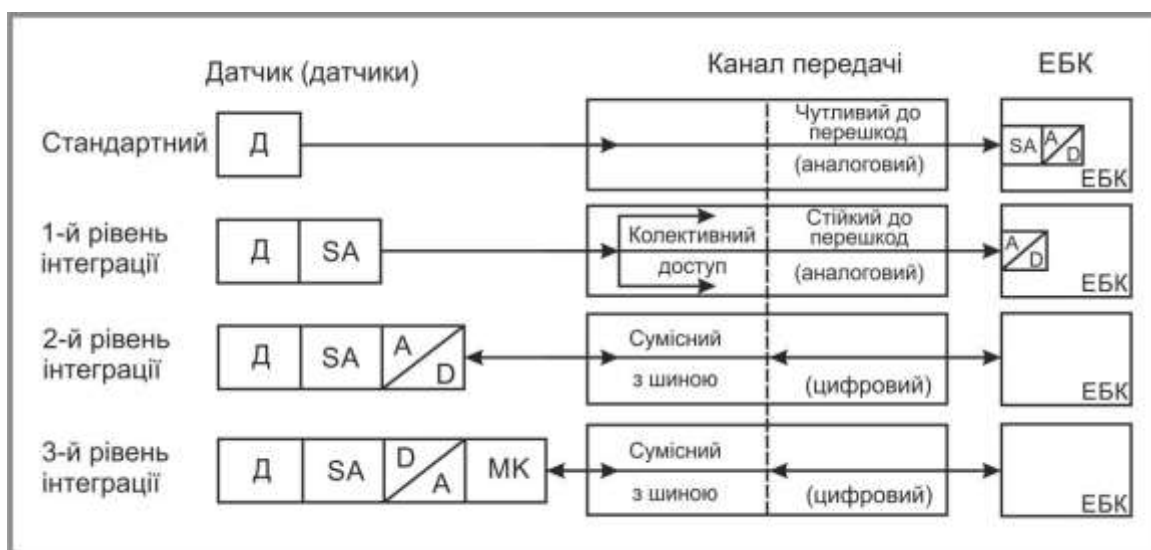 Датчик (датчики)
Канал передачі
ЕБК
Стандартний
Д
Чутливий до
перешкод
(аналоговий)
SA
A
D
ЕБК
1-й рівень
інтеграції
Д
SA
Колективний
доступ
Стійкий до
перешкод
(аналоговий)
A
D
ЕБК
2-й рівень
інтеграції
Д
SA
A
D
Сумісний
з шиною
(цифровий)
ЕБК
3-й рівень
інтеграції
Д
SA
D
A
МК
Сумісний
з шиною
(цифровий)
ЕБК